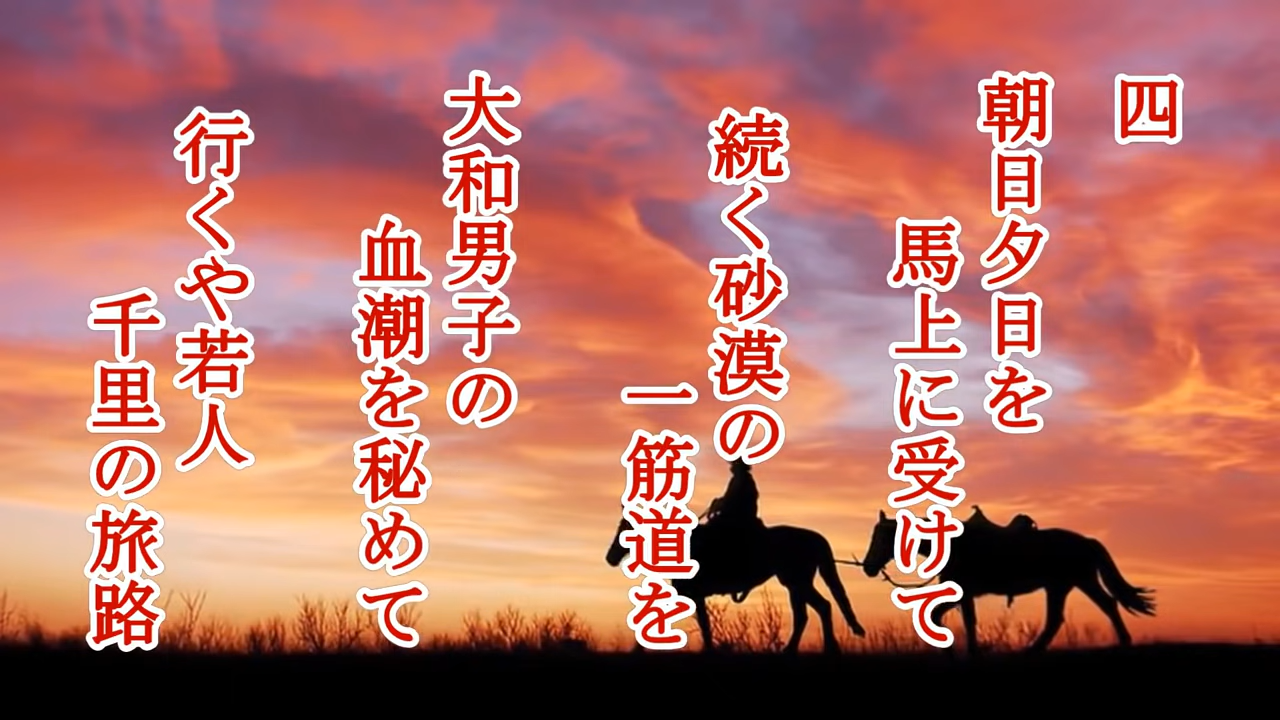 四
朝日夕日を
馬上に受けて
続く砂漠の
一筋道を
大和男子の
血潮を秘めて
行くや若人
千里の旅路